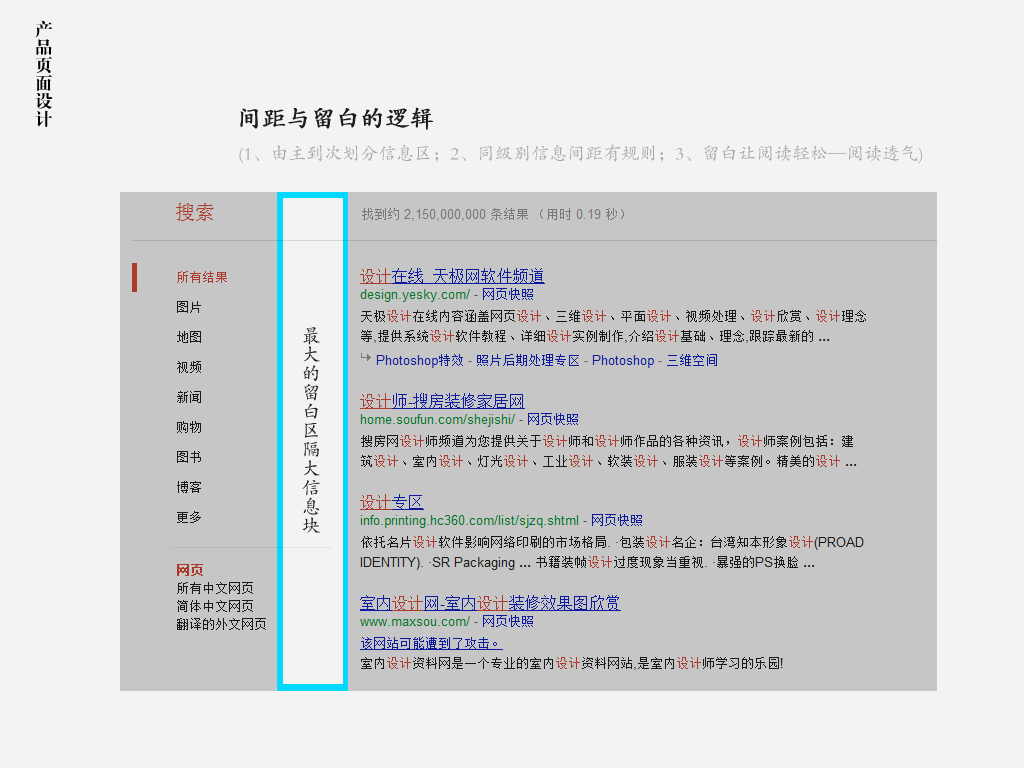 产品页面设计
间距与留白的逻辑
(1、由主到次划分信息区；2、同级别信息间距有规则；3、留白让阅读轻松—阅读透气)
搜索
找到约 2,150,000,000 条结果 （用时 0.19 秒）
所有结果
图片
地图
视频
新闻
购物
图书
博客
更多
网页
所有中文网页
简体中文网页
翻译的外文网页
最大的留白区隔大信息块
设计在线_天极网软件频道
design.yesky.com/ - 网页快照
天极设计在线内容涵盖网页设计、三维设计、平面设计、视频处理、设计欣赏、设计理念
等,提供系统设计软件教程、详细设计实例制作,介绍设计基础、理念,跟踪最新的 ...
Photoshop特效 - 照片后期处理专区 - Photoshop - 三维空间
设计师-搜房装修家居网
home.soufun.com/shejishi/ - 网页快照
搜房网设计师频道为您提供关于设计师和设计师作品的各种资讯，设计师案例包括：建
筑设计、室内设计、灯光设计、工业设计、软装设计、服装设计等案例。精美的设计 ...
设计专区
info.printing.hc360.com/list/sjzq.shtml - 网页快照
依托名片设计软件影响网络印刷的市场格局. ·包装设计名企：台湾知本形象设计(PROAD
IDENTITY). ·SR Packaging ... 书籍装帧设计过度现象当重视. ·暴强的PS换脸 ...
室内设计网-室内设计装修效果图欣赏
www.maxsou.com/ - 网页快照
该网站可能遭到了攻击。
室内设计资料网是一个专业的室内设计资料网站,是室内设计师学习的乐园!